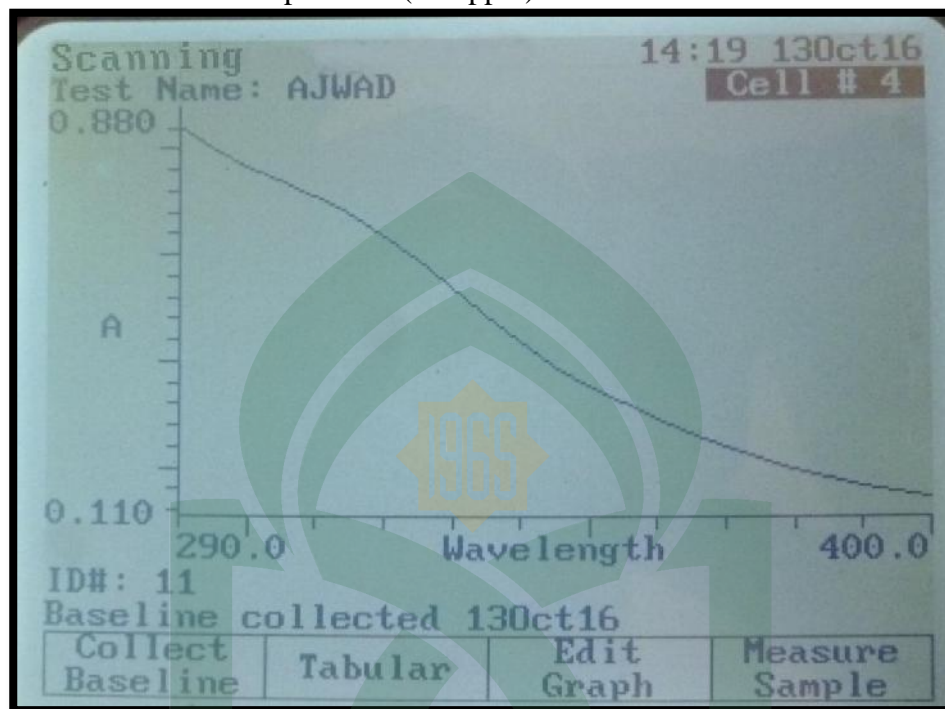 Scanning
14:19 13Oct16
Test Name: AJWAD
Cell # 4
0.880
A
1965
0.110
290.0
Wavelength
400.0
ID#: 11
Baseline collected 13Oct16
Collect Baseline
Tabular
Edit Graph
Measure Sample